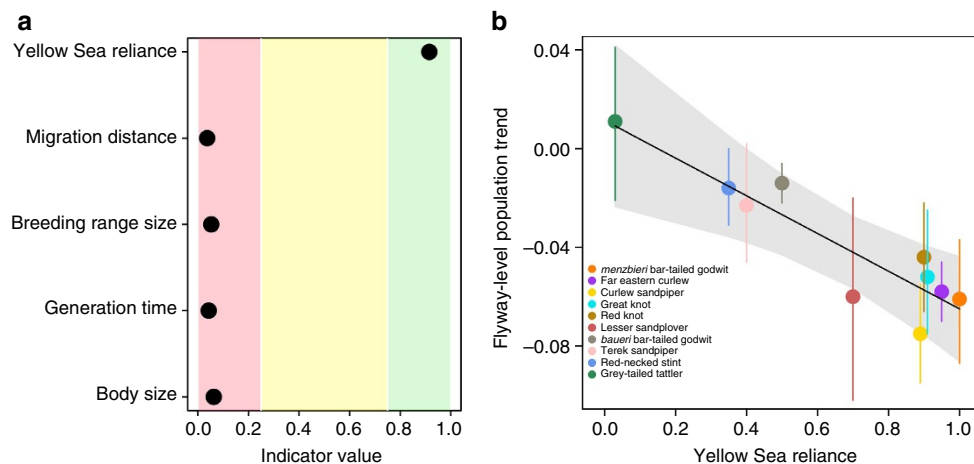 a
Yellow Sea reliance
Migration distance
Breeding range size
Generation time
Body size
0.0 0.2 0.4 0.6 0.8 1.0
Indicator value
b
Flyway-level population trend
0.04
0.00
−0.04
−0.08
menzbieri bar-tailed godwit
Far eastern curlew
Curlew sandpiper
Great knot
Red knot
Lesser sandplover
baueri bar-tailed godwit
Terek sandpiper
Red-necked stint
Grey-tailed tattler
0.0 0.2 0.4 0.6 0.8 1.0
Yellow Sea reliance